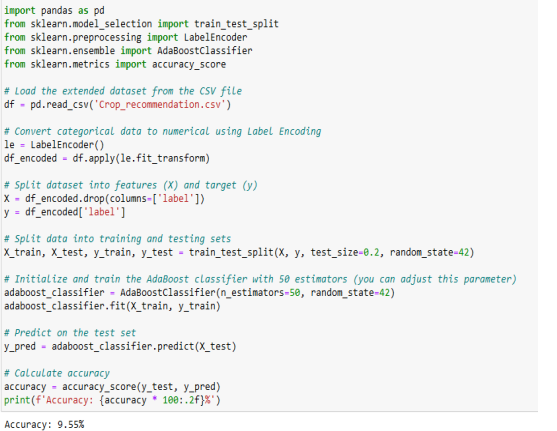 import pandas as pd
from sklearn.model_selection import train_test_split
from sklearn.preprocessing import LabelEncoder
from sklearn.ensemble import AdaBoostClassifier
from sklearn.metrics import accuracy_score
# Load the extended dataset from the CSV file
df = pd.read_csv('Crop_recommendation.csv')
# Convert categorical data to numerical using Label Encoding
le = LabelEncoder()
df_encoded = df.apply(le.fit_transform)
# Split dataset into features (X) and target (y)
X = df_encoded.drop(columns=['label'])
y = df_encoded['label']
# Split data into training and testing sets
X_train, X_test, y_train, y_test = train_test_split(X, y, test_size=0.2, random_state=42)
# Initialize and train the AdaBoost classifier with 50 estimators (you can adjust this parameter)
adaboost_classifier = AdaBoostClassifier(n_estimators=50, random_state=42)
adaboost_classifier.fit(X_train, y_train)
# Predict on the test set
y_pred = adaboost_classifier.predict(X_test)
# Calculate accuracy
accuracy = accuracy_score(y_test, y_pred)
print(f'Accuracy: {accuracy * 100:.2f}%')
Accuracy: 9.55%